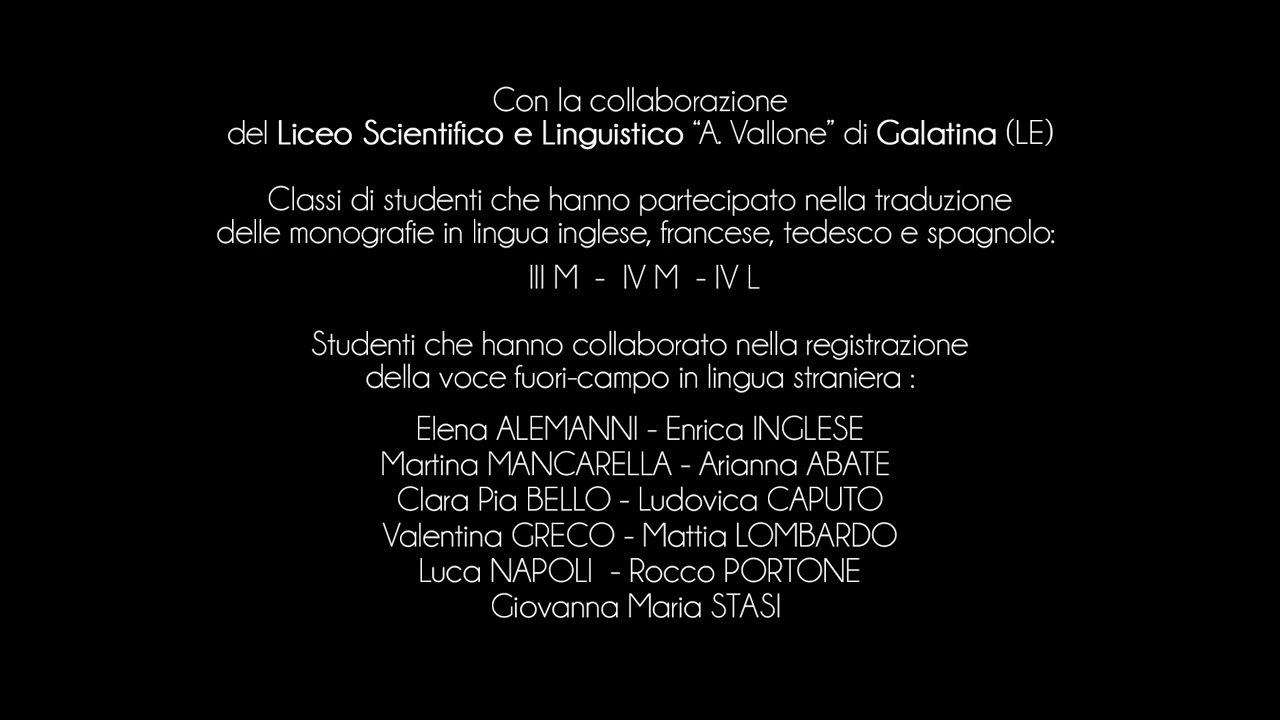 Con la collaborazione
del Liceo Scientifico e Linguistico “A. Vallone” di Galatina (LE)
Classi di studenti che hanno partecipato nella traduzione
delle monografie in lingua inglese, francese, tedesco e spagnolo:
III M - IV M - IV L
Studenti che hanno collaborato nella registrazione
della voce fuori-campo in lingua straniera :
Elena ALEMANNI - Enrica INGLESE
Martina MANCARELLA - Arianna ABATE
Clara Pia BELLO - Ludovica CAPUTO
Valentina GRECO - Mattia LOMBARDO
Luca NAPOLI - Rocco PORTONE
Giovanna Maria STASI